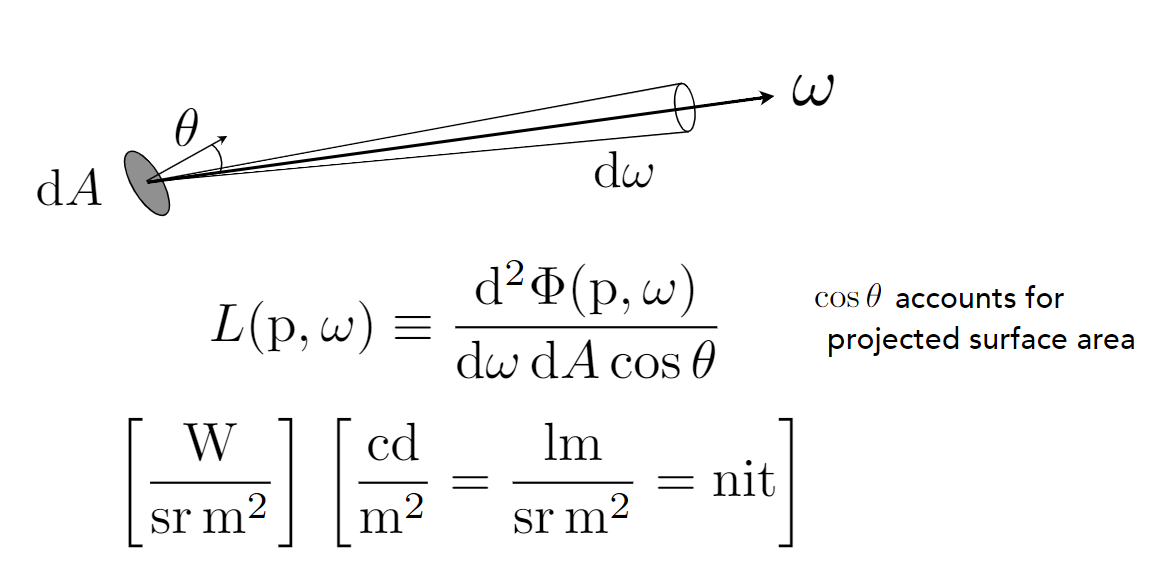 ω
θ
dω
dA
L(p, ω) ≡ d²Φ(p, ω) / dω dA cos θ
cos θ accounts for
projected surface area
[W / sr m²] [cd / m² = lm / sr m² = nit]